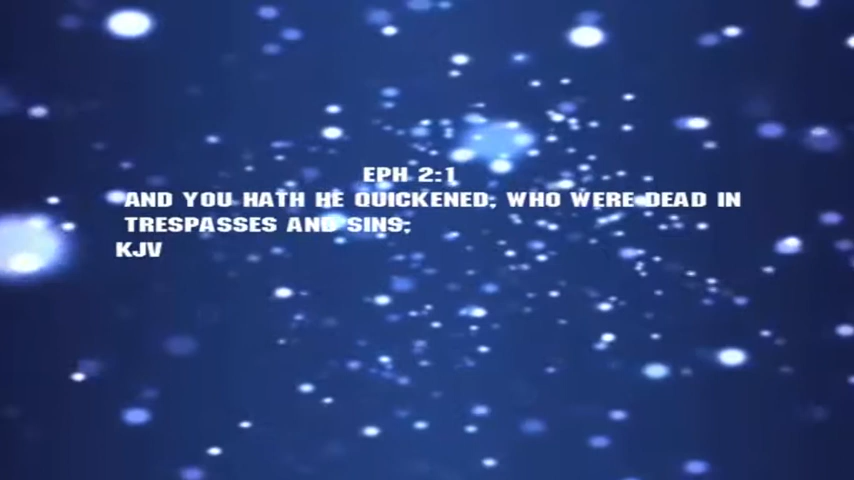 EPH 2:1
AND YOU HATH HE QUICKENED, WHO WERE DEAD IN
TRESPASSES AND SINS;
KJV